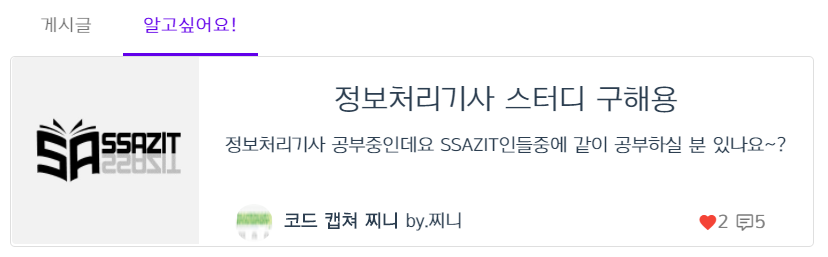 게시글 알고싶어요!
정보처리기사 스터디 구해용
SSAZIT
정보처리기사 공부중인데요 SSAZIT인들중에 같이 공부하실 분 있나요~?
코드 캡쳐 찌니 by.찌니
2 5